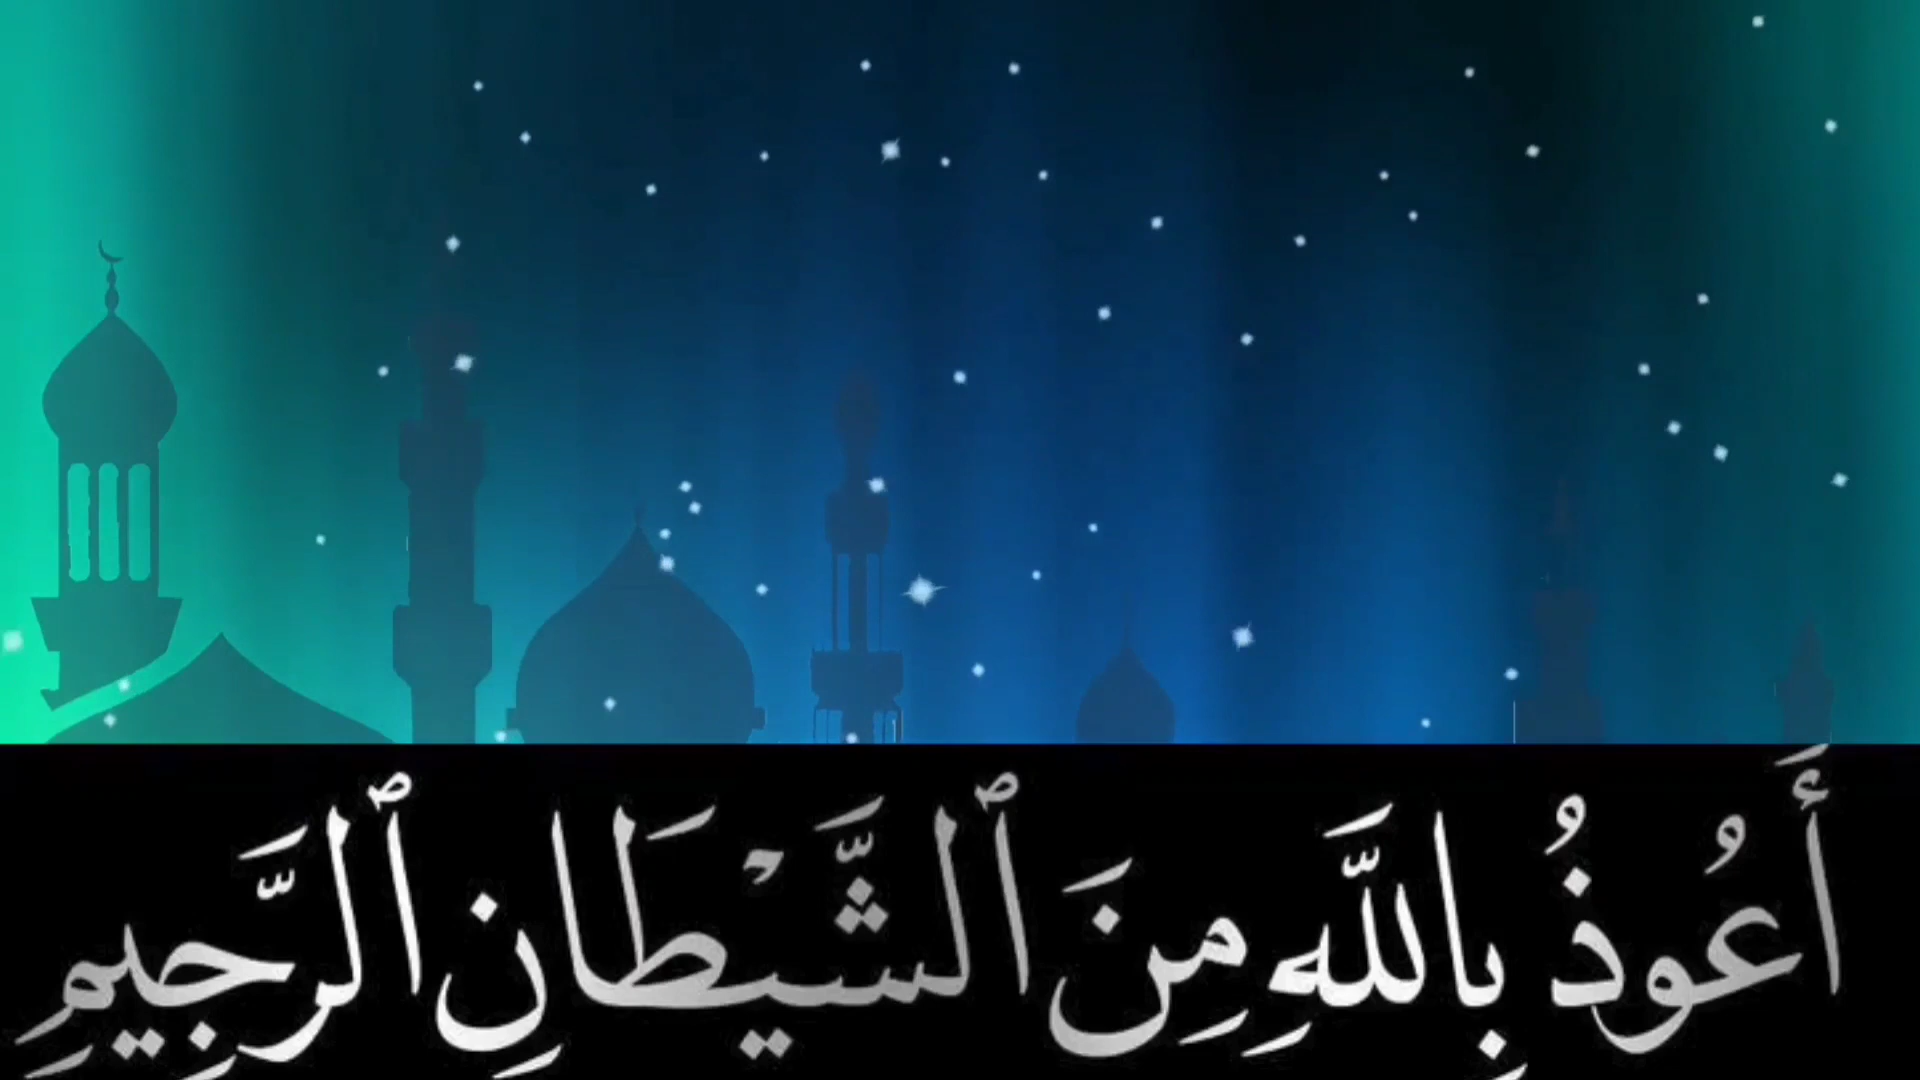 أَعُوذُ بِاللَّهِ مِنَ ٱلشَّيْطَانِ ٱلرَّجِيمِ